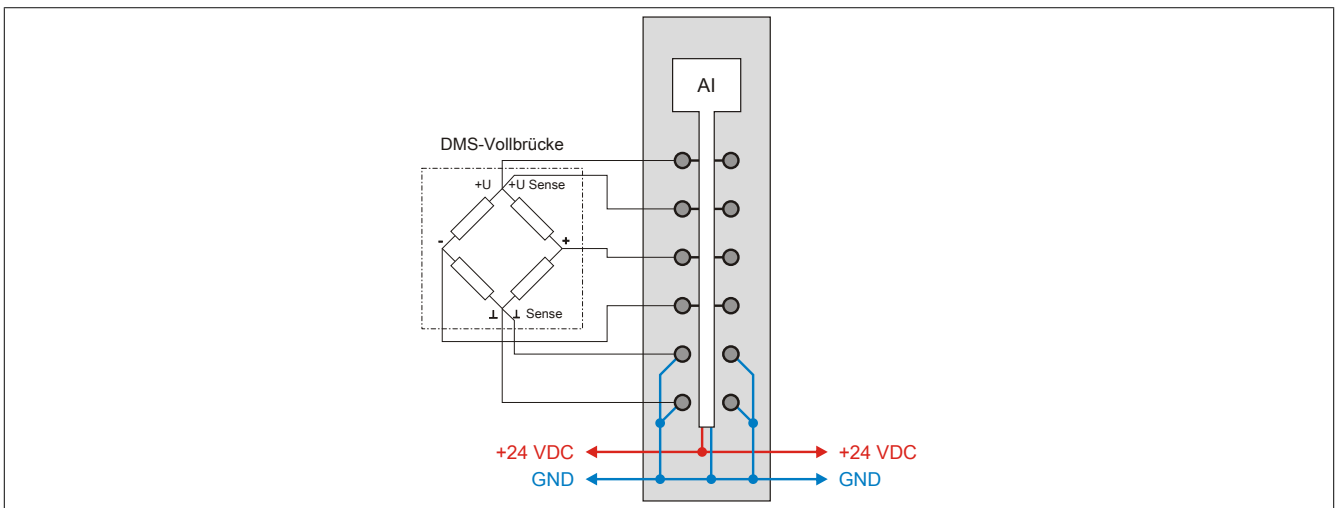 AI
DMS-Vollbrücke
+U +U Sense
- +
⊥ ⊥ Sense
+24 VDC +24 VDC
GND GND